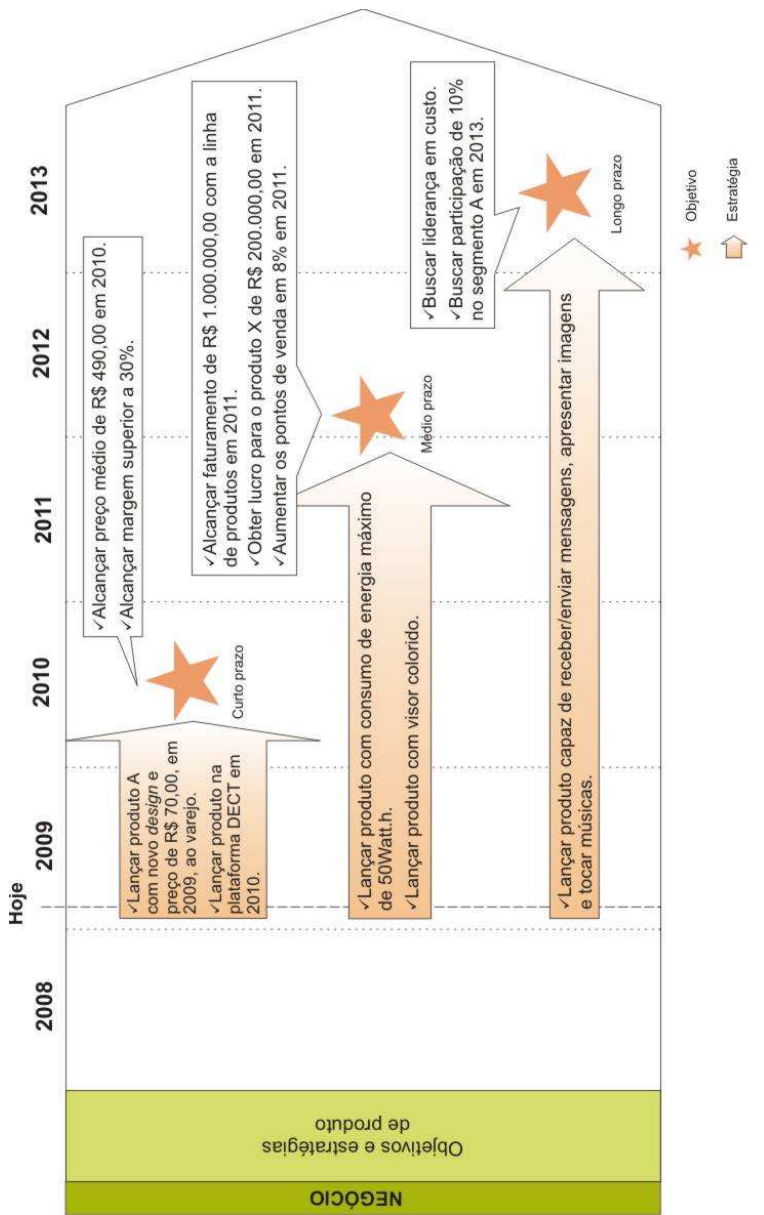 Hoje
2008
2009
2010
2011
2012
2013
NEGÓCIO
Objetivos e estratégias
de produto
✓Lançar produto A
com novo design e
preço de R$ 70,00, em
2009, ao varejo.
✓Lançar produto na
plataforma DECT em
2010.
Curto prazo
✓Alcançar preço médio de R$ 490,00 em 2010.
✓Alcançar margem superior a 30%.
✓Lançar produto com consumo de energia máximo
de 50Watt.h.
✓Lançar produto com visor colorido.
Médio prazo
✓Alcançar faturamento de R$ 1.000.000,00 com a linha
de produtos em 2011.
✓Obter lucro para o produto X de R$ 200.000,00 em 2011.
✓Aumentar os pontos de venda em 8% em 2011.
✓Lançar produto capaz de receber/enviar mensagens, apresentar imagens
e tocar músicas.
Longo prazo
✓Buscar liderança em custo.
✓Buscar participação de 10%
no segmento A em 2013.
Objetivo
Estratégia